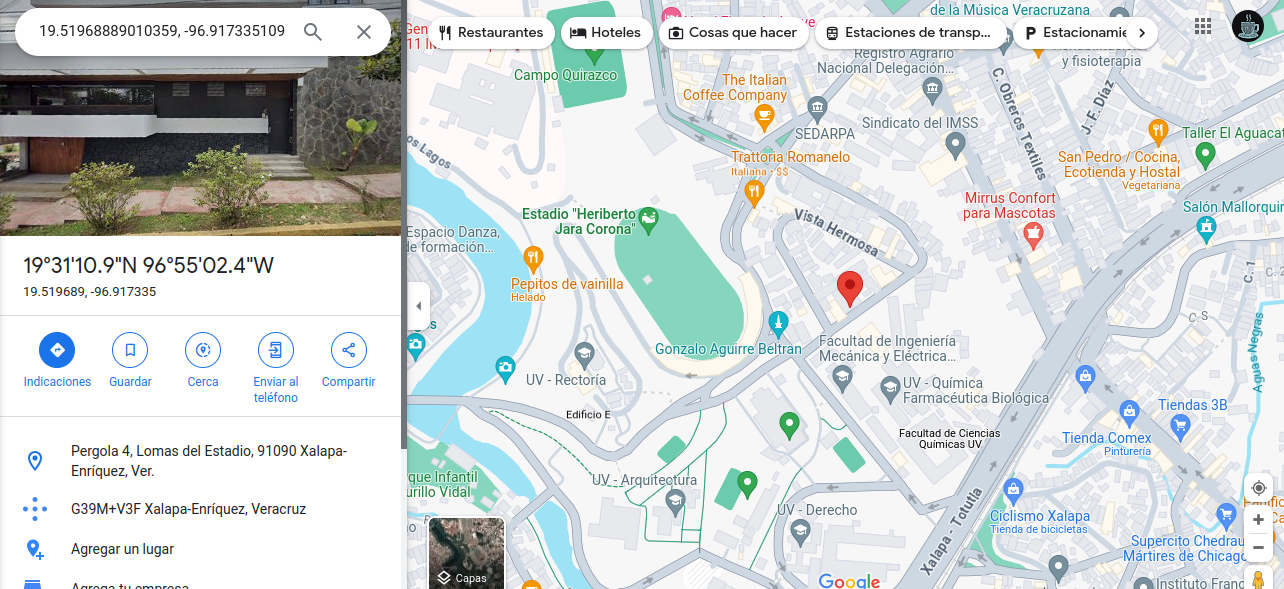 19.51968889010359, -96.917335109
19°31'10.9"N 96°55'02.4"W
19.519689, -96.917335
Indicaciones
Guardar
Cerca
Enviar al
teléfono
Compartir
Pergola 4, Lomas del Estadio, 91090 Xalapa-
Enríquez, Ver.
G39M+V3F Xalapa-Enríquez, Veracruz
Agregar un lugar
Agrega tu empresa
Restaurantes
Hoteles
Cosas que hacer
Estaciones de transp...
Estacionamie
de la Música Veracruzana
Registro Agrario
Nacional Delegación...
y fisioterapia
Campo Quirazco
The Italian
Coffee Company
SEDARPA
Sindicato del IMSS
C. Obreros Textiles
J. F. Díaz
Taller El Aguacat
San Pedro / Cocina,
Ecotienda y Hostal
Vegetariana
Trattoria Romanelo
Italiana · $$
os Lagos
Mirrus Confort
para Mascotas
Salón Mallorquin
Estadio "Heriberto
Jara Corona"
Vista Hermosa
Espacio Danza,
de formación...
Pepitos de vainilla
Helado
C. 1
C. 2
C. S
Aguas Negras
Gonzalo Aguirre Beltran
Facultad de Ingeniería
Mecánica y Eléctrica...
UV - Rectoría
UV - Química
Farmacéutica Biológica
Edificio E
Facultad de Ciencias
Químicas UV
Tiendas 3B
Tienda Comex
Pinturería
rque Infantil
urillo Vidal
UV - Arquitectura
UV - Derecho
Xalapa - Totutla
Ciclismo Xalapa
Tienda de bicicletas
Supercito Chedrau
Mártires de Chicago
Instituto Franc
Capas
Google